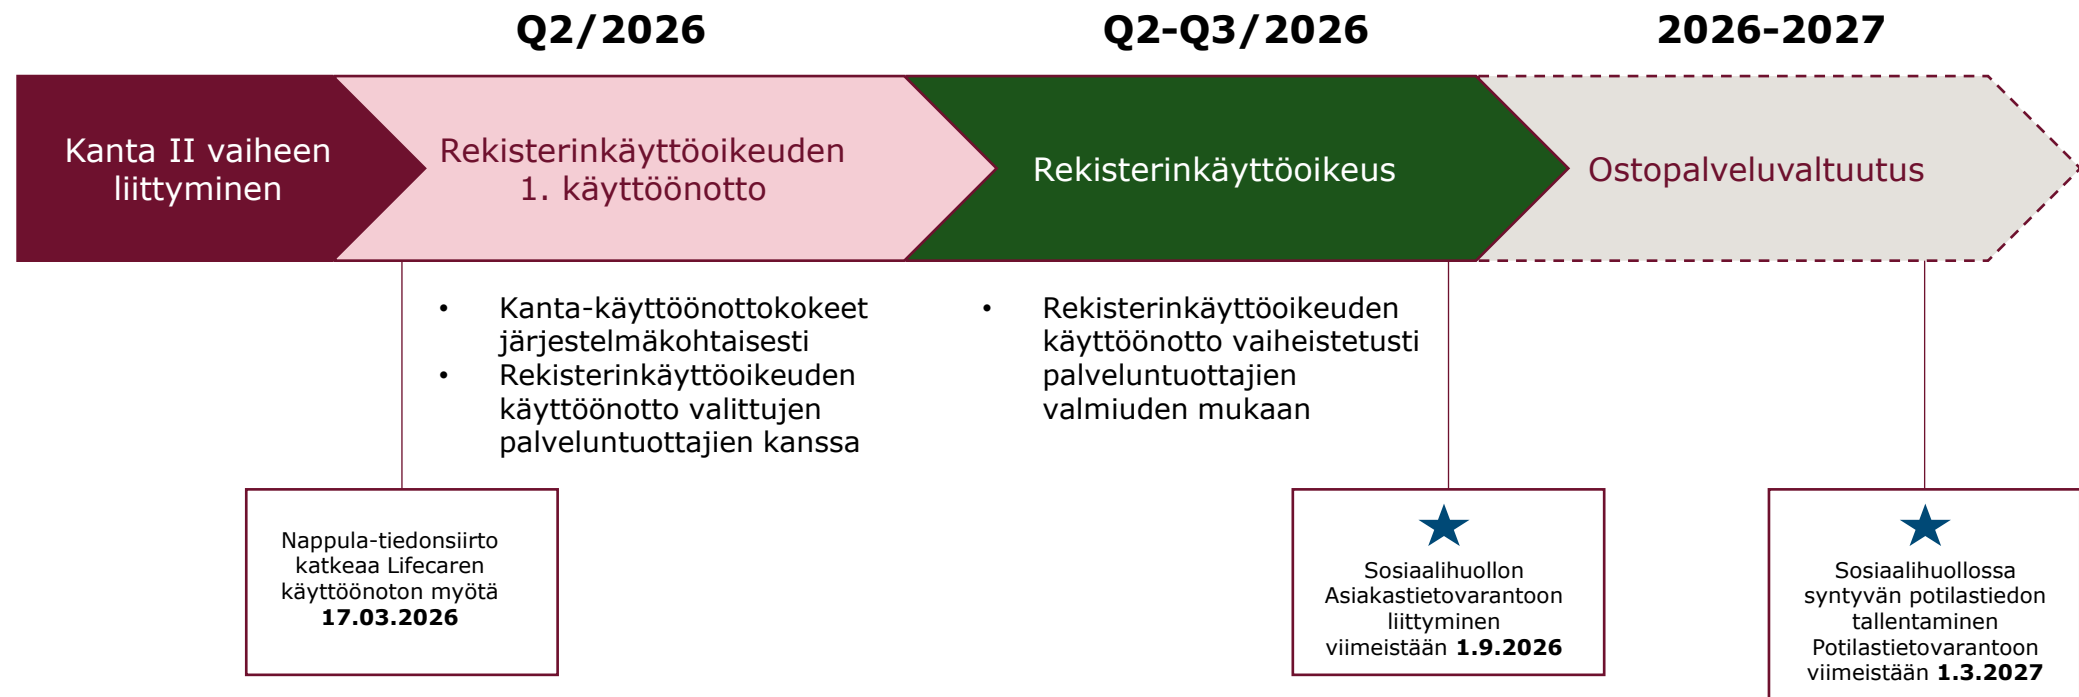 Q2/2026
Q2-Q3/2026
2026-2027
Kanta II vaiheen
liittyminen
Rekisterinkäyttöoikeuden
1. käyttöönotto
Rekisterinkäyttöoikeus
Ostopalveluvaltuutus
• Kanta-käyttöönottokokeet
järjestelmäkohtaisesti
• Rekisterinkäyttöoikeuden
käyttöönotto valittujen
palveluntuottajien kanssa
• Rekisterinkäyttöoikeuden
käyttöönotto vaiheistetusti
palveluntuottajien
valmiuden mukaan
Nappula-tiedonsiirto
katkeaa Lifecaren
käyttöönoton myötä
17.03.2026
Sosiaalihuollon
Asiakastietovarantoon
liittyminen
viimeistään 1.9.2026
Sosiaalihuollossa
syntyvän potilastiedon
tallentaminen
Potilastietovarantoon
viimeistään 1.3.2027